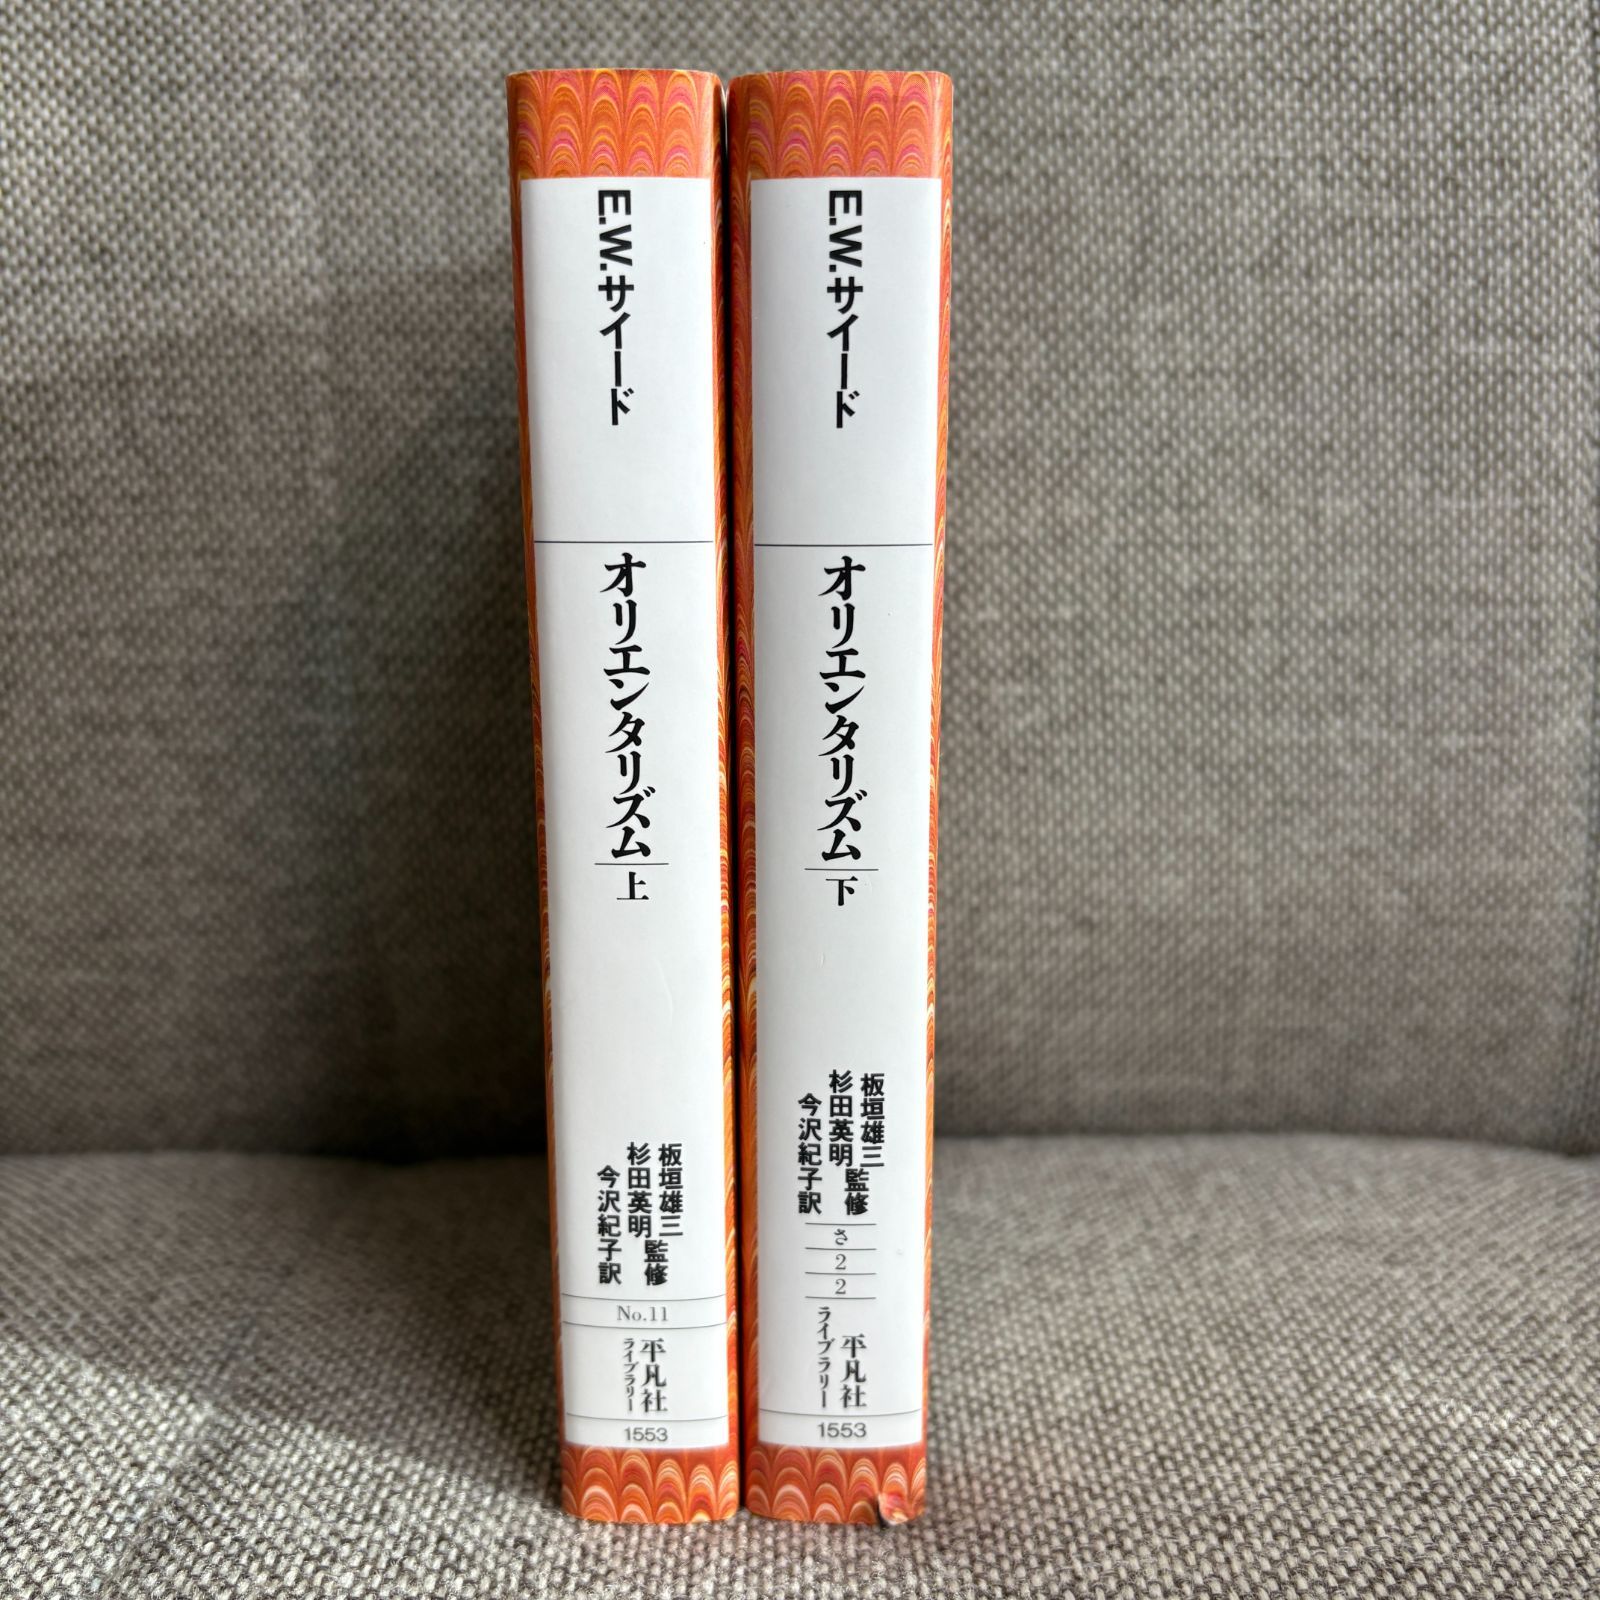 E.W.サイード
オリエンタリズム
上
板垣雄三
杉田英明 監修
今沢紀子訳
No.11
平凡社
ライブラリー
1553
E.W.サイード
オリエンタリズム
下
板垣雄三
杉田英明 監修
今沢紀子訳
さ
2
2
平凡社
ライブラリー
1553